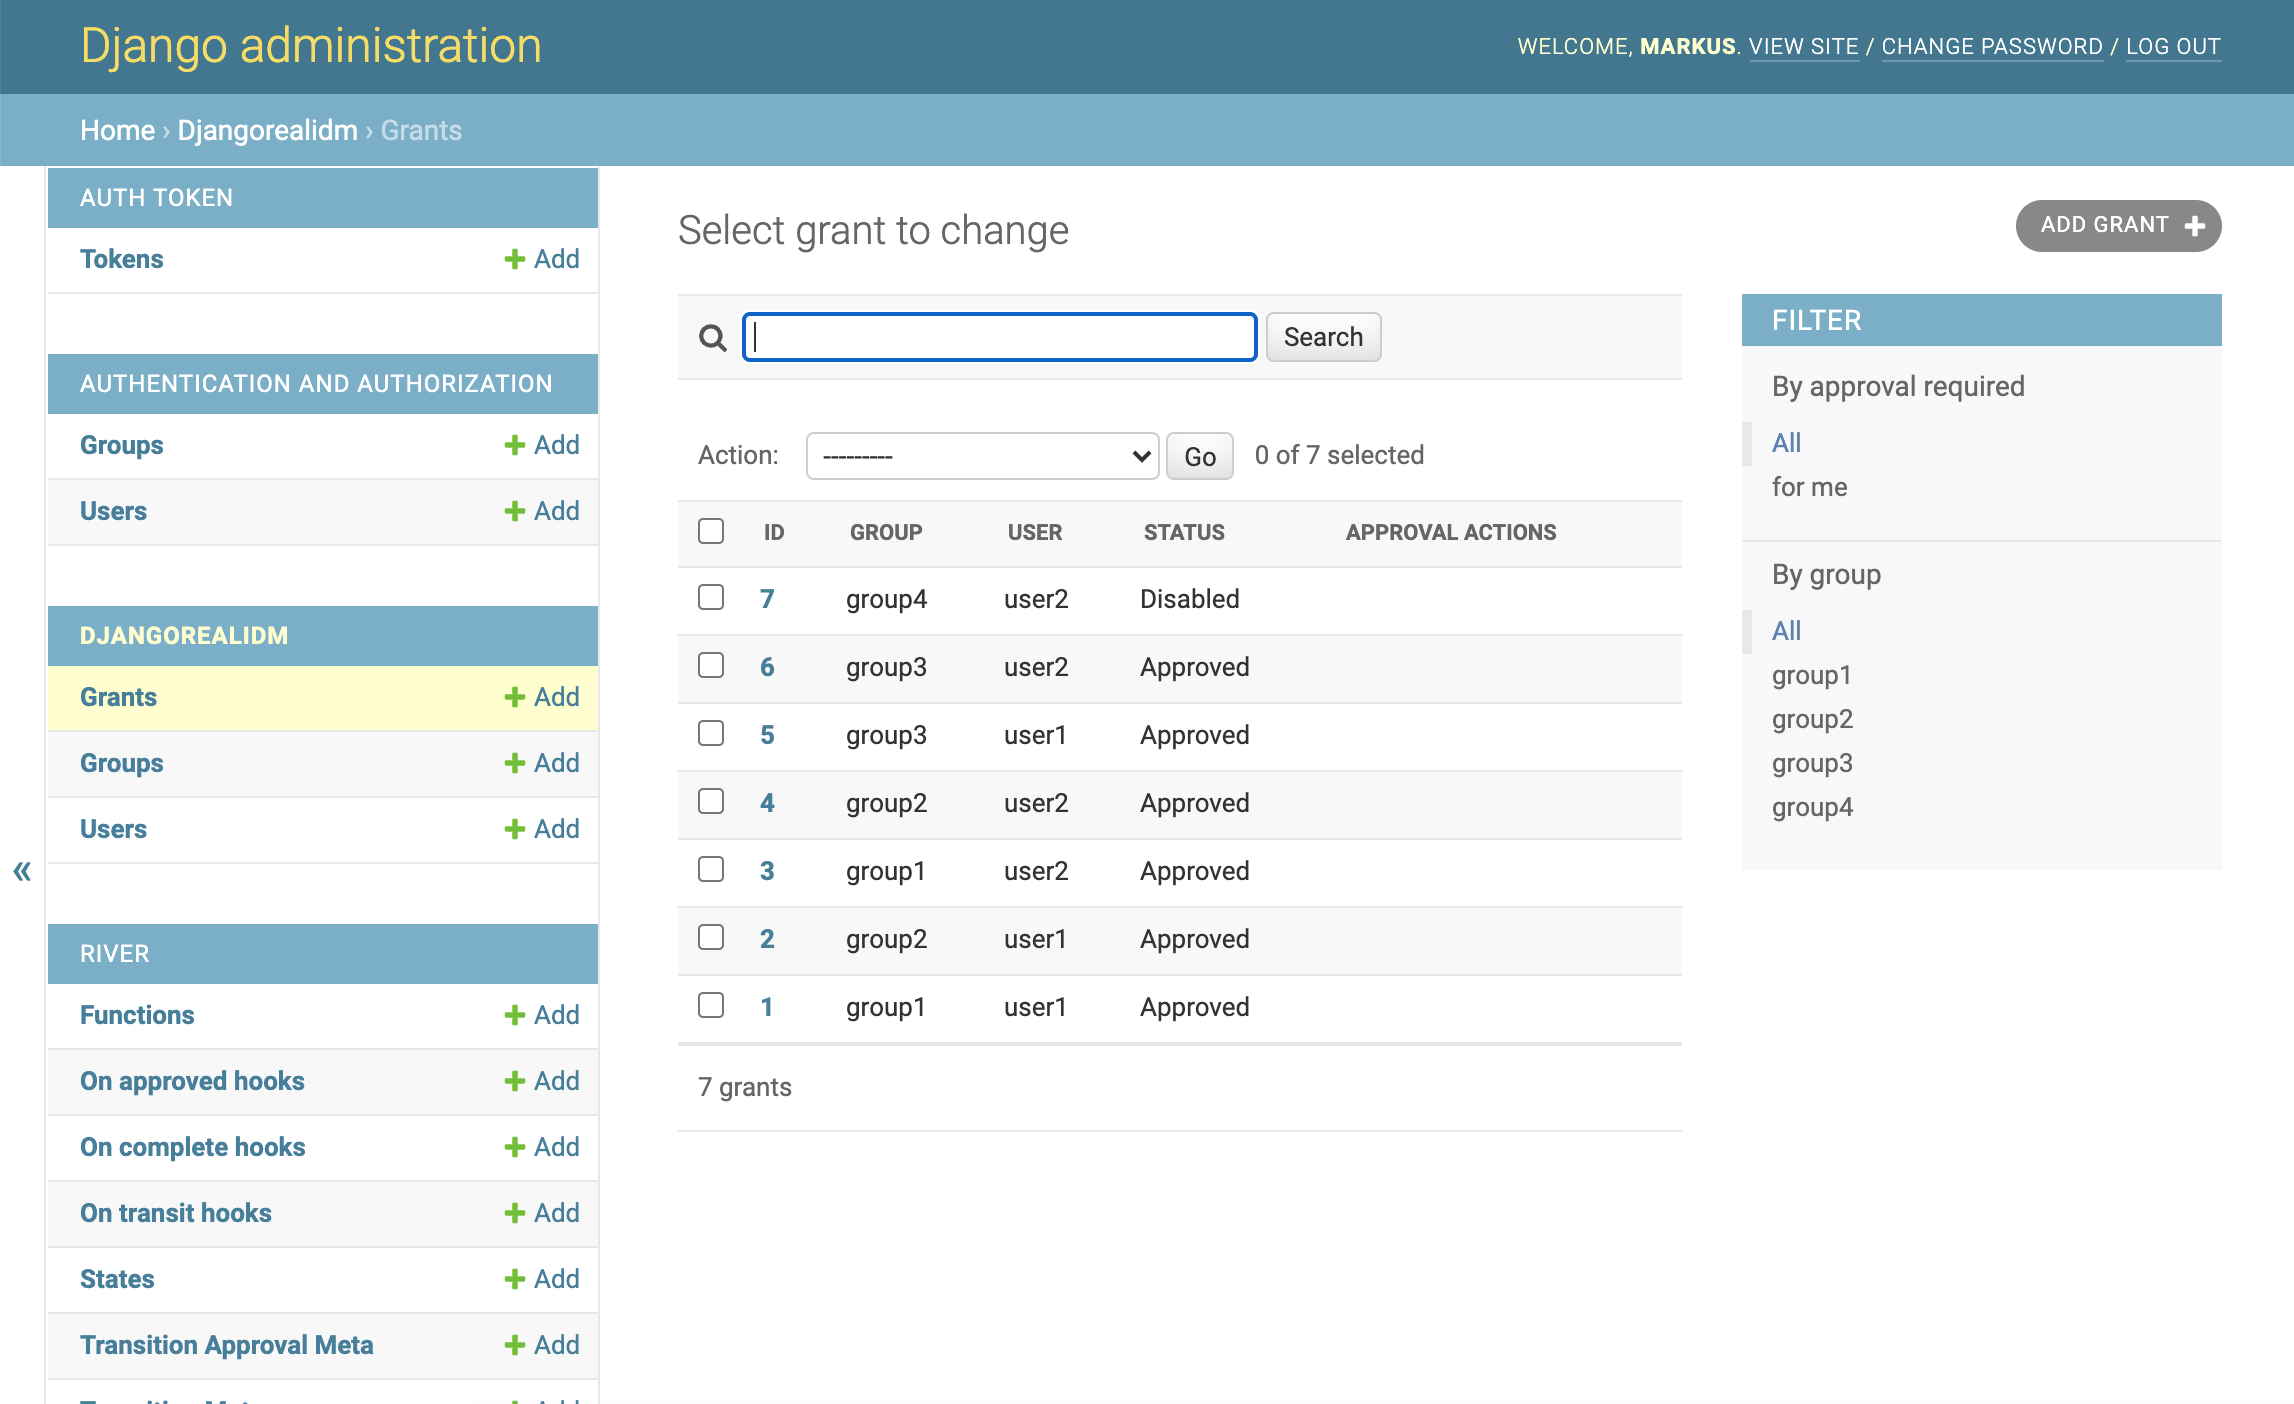 Django administration
WELCOME, MARKUS. VIEW SITE / CHANGE PASSWORD / LOG OUT
Home › Djangorealidm › Grants
AUTH TOKEN
Tokens
Add
AUTHENTICATION AND AUTHORIZATION
Groups
Add
Users
Add
DJANGOREALIDM
Grants
Add
Groups
Add
Users
Add
«
RIVER
Functions
Add
On approved hooks
Add
On complete hooks
Add
On transit hooks
Add
States
Add
Transition Approval Meta
Add
Select grant to change
ADD GRANT
Search
Action: --------- Go 0 of 7 selected
ID GROUP USER STATUS APPROVAL ACTIONS
7 group4 user2 Disabled
6 group3 user2 Approved
5 group3 user1 Approved
4 group2 user2 Approved
3 group1 user2 Approved
2 group2 user1 Approved
1 group1 user1 Approved
7 grants
FILTER
By approval required
All
for me
By group
All
group1
group2
group3
group4